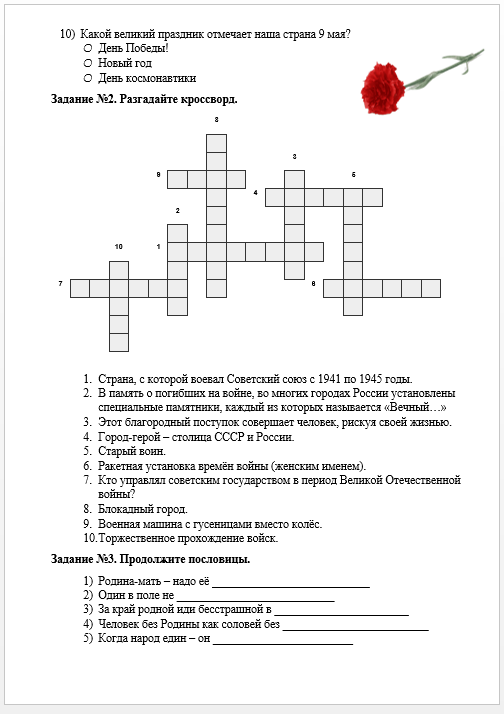 10) Какой великий праздник отмечает наша страна 9 мая?
О День Победы!
О Новый год
О День космонавтики
Задание №2. Разгадайте кроссворд.
8
3
9
5
4
2
10
1
7
6
1. Страна, с которой воевал Советский союз с 1941 по 1945 годы.
2. В память о погибших на войне, во многих городах России установлены
специальные памятники, каждый из которых называется «Вечный…»
3. Этот благородный поступок совершает человек, рискуя своей жизнью.
4. Город-герой – столица СССР и России.
5. Старый воин.
6. Ракетная установка времён войны (женским именем).
7. Кто управлял советским государством в период Великой Отечественной
войны?
8. Блокадный город.
9. Военная машина с гусеницами вместо колёс.
10.Торжественное прохождение войск.
Задание №3. Продолжите пословицы.
1) Родина-мать – надо её ___________________________
2) Один в поле не ___________________________
3) За край родной иди бесстрашной в _______________________
4) Человек без Родины как соловей без _________________________
5) Когда народ един – он ________________________